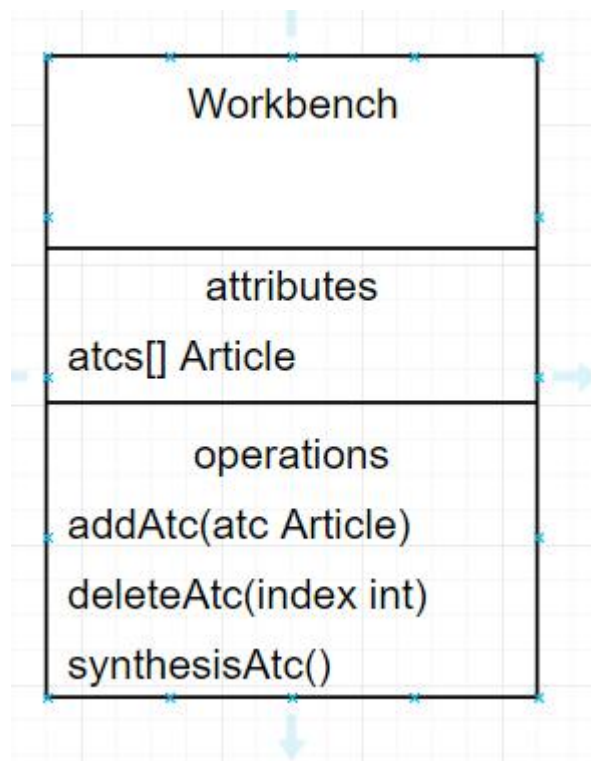 Workbench
attributes
atcs[] Article
operations
addAtc(atc Article)
deleteAtc(index int)
synthesisAtc()